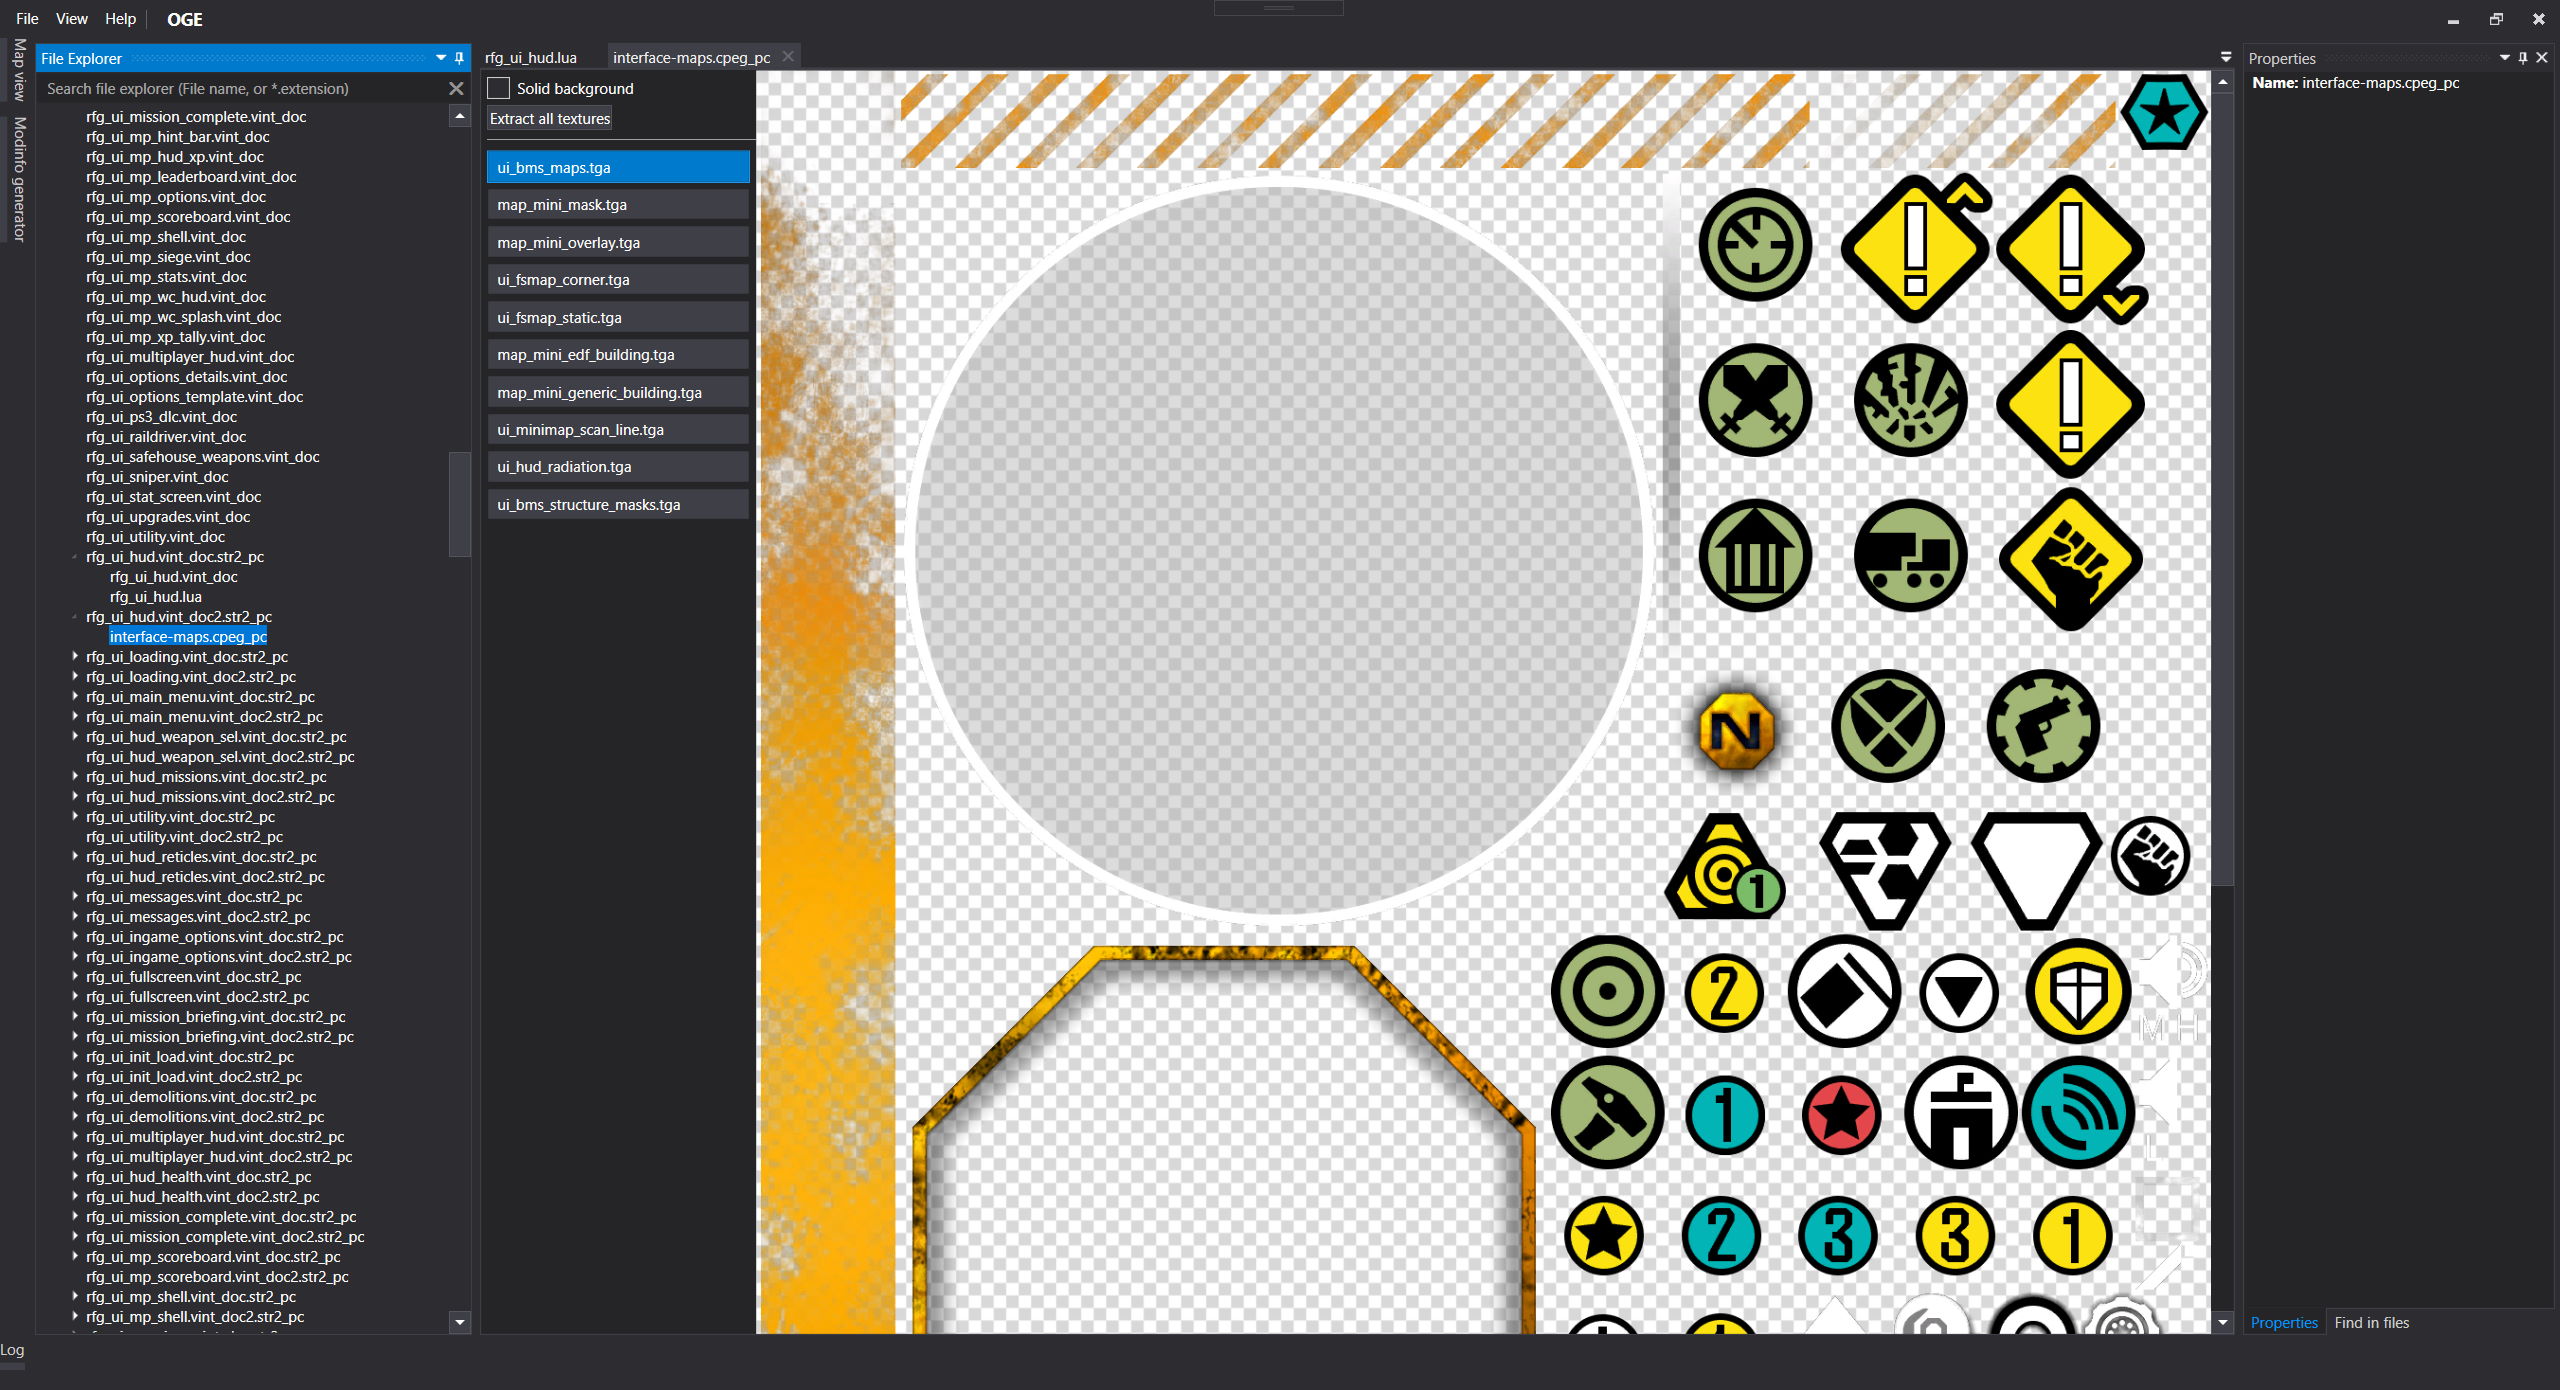 File View Help OGE
Map view
Modinfo generator
File Explorer
Search file explorer (File name, or *.extension)
rfg_ui_mission_complete.vint_doc
rfg_ui_mp_hint_bar.vint_doc
rfg_ui_mp_hud_xp.vint_doc
rfg_ui_mp_leaderboard.vint_doc
rfg_ui_mp_options.vint_doc
rfg_ui_mp_scoreboard.vint_doc
rfg_ui_mp_shell.vint_doc
rfg_ui_mp_siege.vint_doc
rfg_ui_mp_stats.vint_doc
rfg_ui_mp_wc_hud.vint_doc
rfg_ui_mp_wc_splash.vint_doc
rfg_ui_mp_xp_tally.vint_doc
rfg_ui_multiplayer_hud.vint_doc
rfg_ui_options_details.vint_doc
rfg_ui_options_template.vint_doc
rfg_ui_ps3_dlc.vint_doc
rfg_ui_raildriver.vint_doc
rfg_ui_safehouse_weapons.vint_doc
rfg_ui_sniper.vint_doc
rfg_ui_stat_screen.vint_doc
rfg_ui_upgrades.vint_doc
rfg_ui_utility.vint_doc
rfg_ui_hud.vint_doc.str2_pc
rfg_ui_hud.vint_doc
rfg_ui_hud.lua
rfg_ui_hud.vint_doc2.str2_pc
interface-maps.cpeg_pc
rfg_ui_loading.vint_doc.str2_pc
rfg_ui_loading.vint_doc2.str2_pc
rfg_ui_main_menu.vint_doc.str2_pc
rfg_ui_main_menu.vint_doc2.str2_pc
rfg_ui_hud_weapon_sel.vint_doc.str2_pc
rfg_ui_hud_weapon_sel.vint_doc2.str2_pc
rfg_ui_hud_missions.vint_doc.str2_pc
rfg_ui_hud_missions.vint_doc2.str2_pc
rfg_ui_utility.vint_doc.str2_pc
rfg_ui_utility.vint_doc2.str2_pc
rfg_ui_hud_reticles.vint_doc.str2_pc
rfg_ui_hud_reticles.vint_doc2.str2_pc
rfg_ui_messages.vint_doc.str2_pc
rfg_ui_messages.vint_doc2.str2_pc
rfg_ui_ingame_options.vint_doc.str2_pc
rfg_ui_ingame_options.vint_doc2.str2_pc
rfg_ui_fullscreen.vint_doc.str2_pc
rfg_ui_fullscreen.vint_doc2.str2_pc
rfg_ui_mission_briefing.vint_doc.str2_pc
rfg_ui_mission_briefing.vint_doc2.str2_pc
rfg_ui_init_load.vint_doc.str2_pc
rfg_ui_init_load.vint_doc2.str2_pc
rfg_ui_demolitions.vint_doc.str2_pc
rfg_ui_demolitions.vint_doc2.str2_pc
rfg_ui_multiplayer_hud.vint_doc.str2_pc
rfg_ui_multiplayer_hud.vint_doc2.str2_pc
rfg_ui_hud_health.vint_doc.str2_pc
rfg_ui_hud_health.vint_doc2.str2_pc
rfg_ui_mission_complete.vint_doc.str2_pc
rfg_ui_mission_complete.vint_doc2.str2_pc
rfg_ui_mp_scoreboard.vint_doc.str2_pc
rfg_ui_mp_scoreboard.vint_doc2.str2_pc
rfg_ui_mp_shell.vint_doc.str2_pc
rfg_ui_mp_shell.vint_doc2.str2_pc
Log
rfg_ui_hud.lua interface-maps.cpeg_pc
Solid background
Extract all textures
ui_bms_maps.tga
map_mini_mask.tga
map_mini_overlay.tga
ui_fsmap_corner.tga
ui_fsmap_static.tga
map_mini_edf_building.tga
map_mini_generic_building.tga
ui_minimap_scan_line.tga
ui_hud_radiation.tga
ui_bms_structure_masks.tga
N
1
2
M H
1
L
2 3 3 1
Properties
Name: interface-maps.cpeg_pc
Properties Find in files